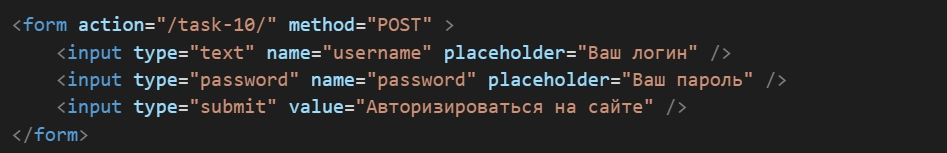 <form action="/task-10/" method="POST" >
    <input type="text" name="username" placeholder="Ваш логин" />
    <input type="password" name="password" placeholder="Ваш пароль" />
    <input type="submit" value="Авторизироваться на сайте" />
</form>